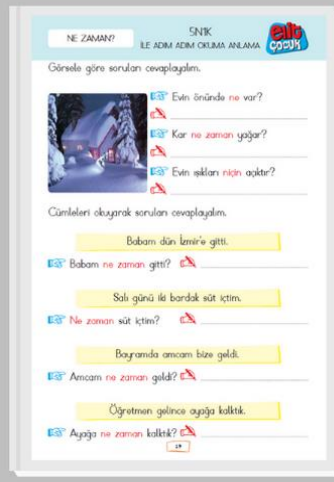 NE ZAMAN?
5N1K
İLE ADIM ADIM OKUMA ANLAMA
elit
ÇOCUK
Görsele göre soruları cevaplayalım.
Evin önünde ne var?
Kar ne zaman yağar?
Evin ışıkları niçin açıktır?
Cümleleri okuyarak soruları cevaplayalım.
Babam dün İzmir'e gitti.
Babam ne zaman gitti?
Salı günü iki bardak süt içtim.
Ne zaman süt içtim?
Bayramda amcam bize geldi.
Amcam ne zaman geldi?
Öğretmen gelince ayağa kalktık.
Ayağa ne zaman kalktık?